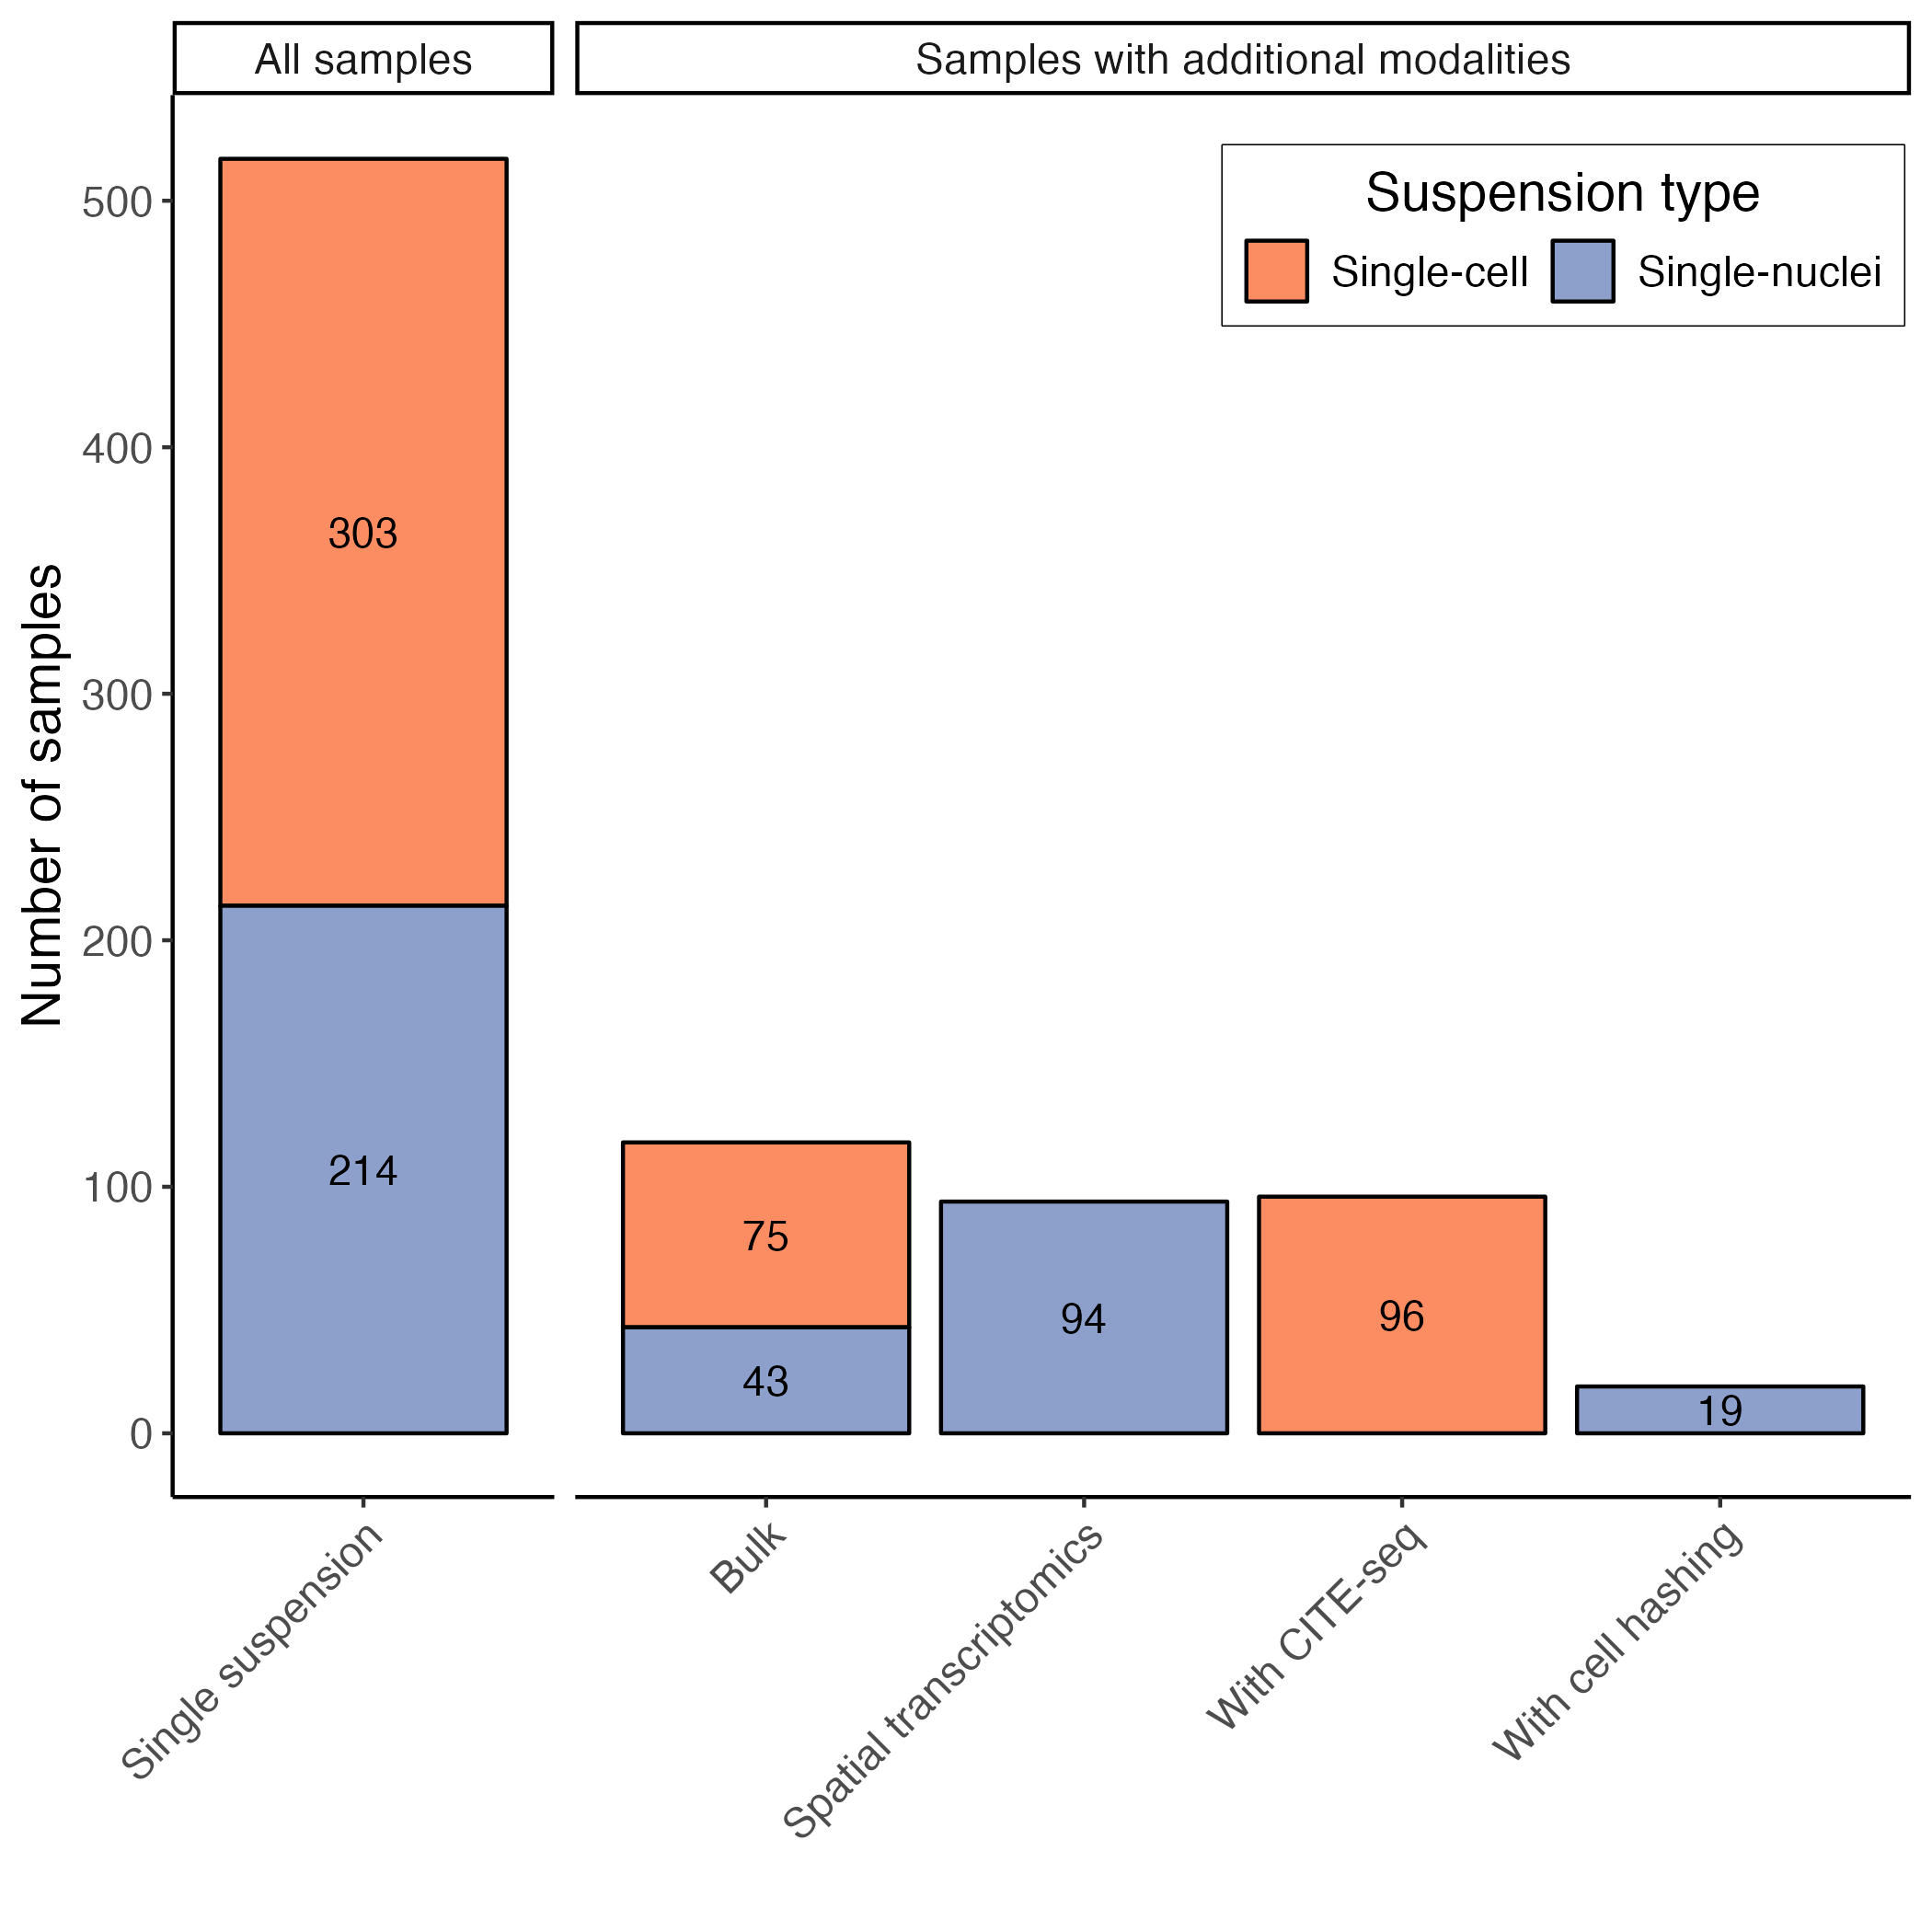 All samples
Samples with additional modalities
Suspension type
Single-cell
Single-nuclei
Number of samples
500
400
300
200
100
0
303
214
75
43
94
96
19
Single suspension
Bulk
Spatial transcriptomics
With CITE-seq
With cell hashing